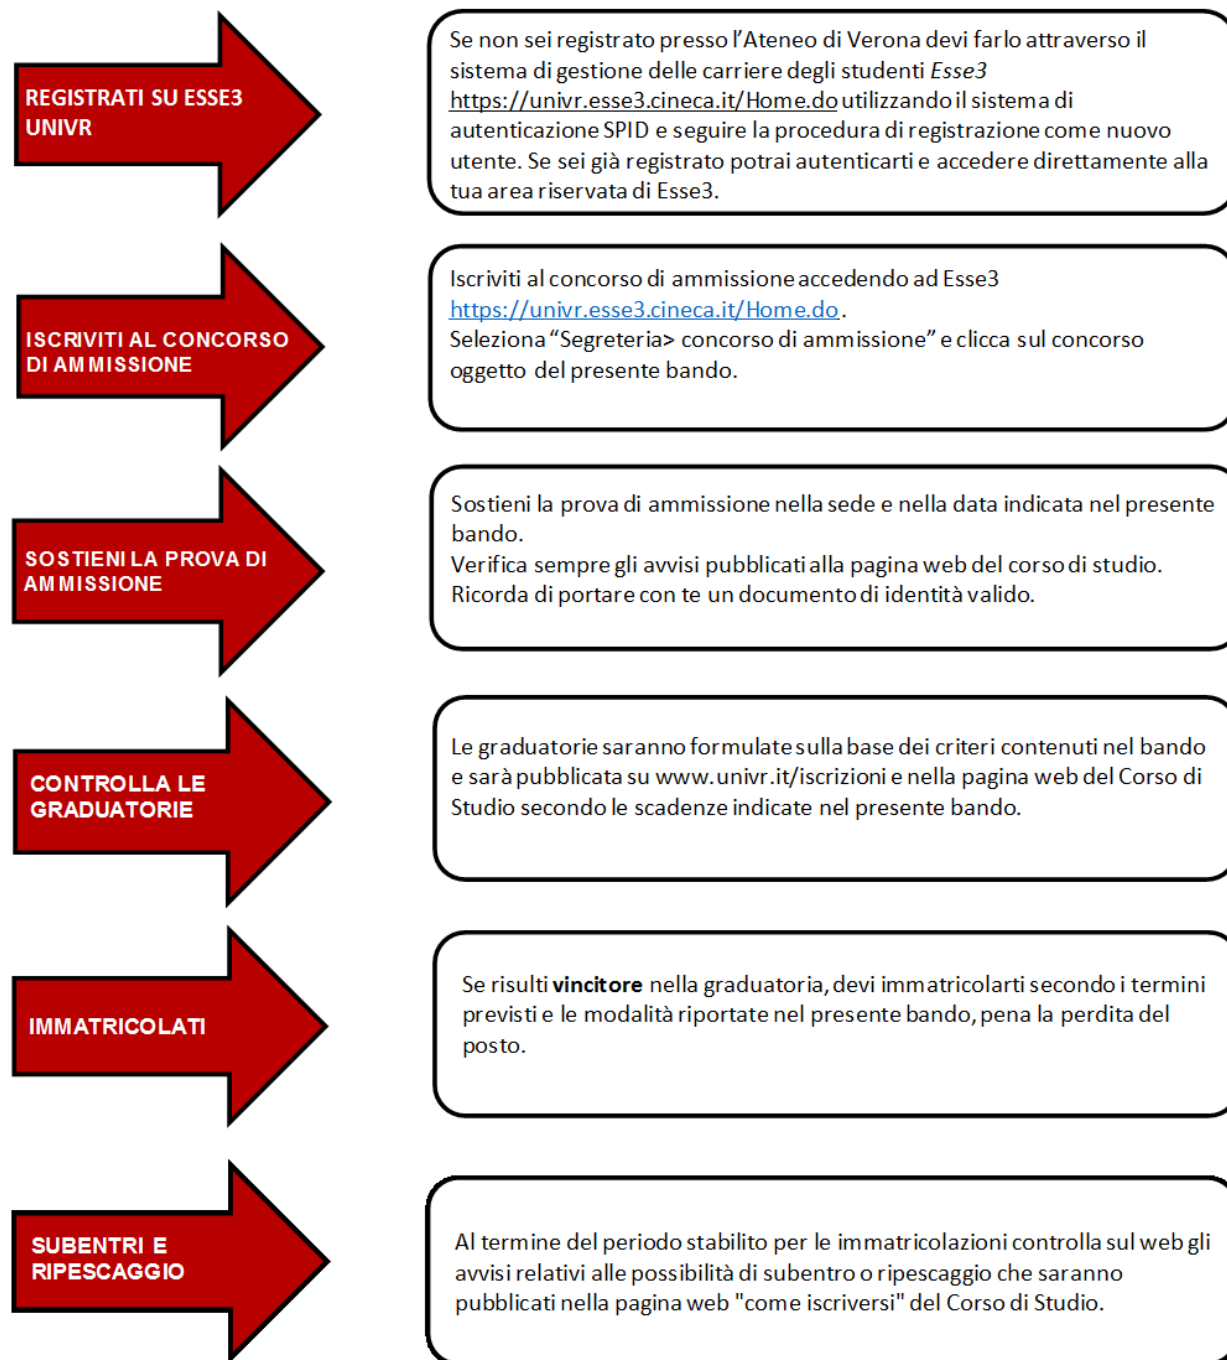 REGISTRATI SU ESSE3
UNIVR
Se non sei registrato presso l'Ateneo di Verona devi farlo attraverso il
sistema di gestione delle carriere degli studenti Esse3
https://univr.esse3.cineca.it/Home.do utilizzando il sistema di
autenticazione SPID e seguire la procedura di registrazione come nuovo
utente. Se sei già registrato potrai autenticarti e accedere direttamente alla
tua area riservata di Esse3.
ISCRIVITI AL CONCORSO
DI AMMISSIONE
Iscriviti al concorso di ammissione accedendo ad Esse3
https://univr.esse3.cineca.it/Home.do.
Seleziona "Segreteria> concorso di ammissione" e clicca sul concorso
oggetto del presente bando.
SOSTIENI LA PROVA DI
AMMISSIONE
Sostieni la prova di ammissione nella sede e nella data indicata nel presente
bando.
Verifica sempre gli avvisi pubblicati alla pagina web del corso di studio.
Ricorda di portare con te un documento di identità valido.
CONTROLLA LE
GRADUATORIE
Le graduatorie saranno formulate sulla base dei criteri contenuti nel bando
e sarà pubblicata su www.univr.it/iscrizioni e nella pagina web del Corso di
Studio secondo le scadenze indicate nel presente bando.
IMMATRICOLATI
Se risulti vincitore nella graduatoria, devi immatricolarti secondo i termini
previsti e le modalità riportate nel presente bando, pena la perdita del
posto.
SUBENTRI E
RIPESCAGGIO
Al termine del periodo stabilito per le immatricolazioni controlla sul web gli
avvisi relativi alle possibilità di subentro o ripescaggio che saranno
pubblicati nella pagina web "come iscriversi" del Corso di Studio.